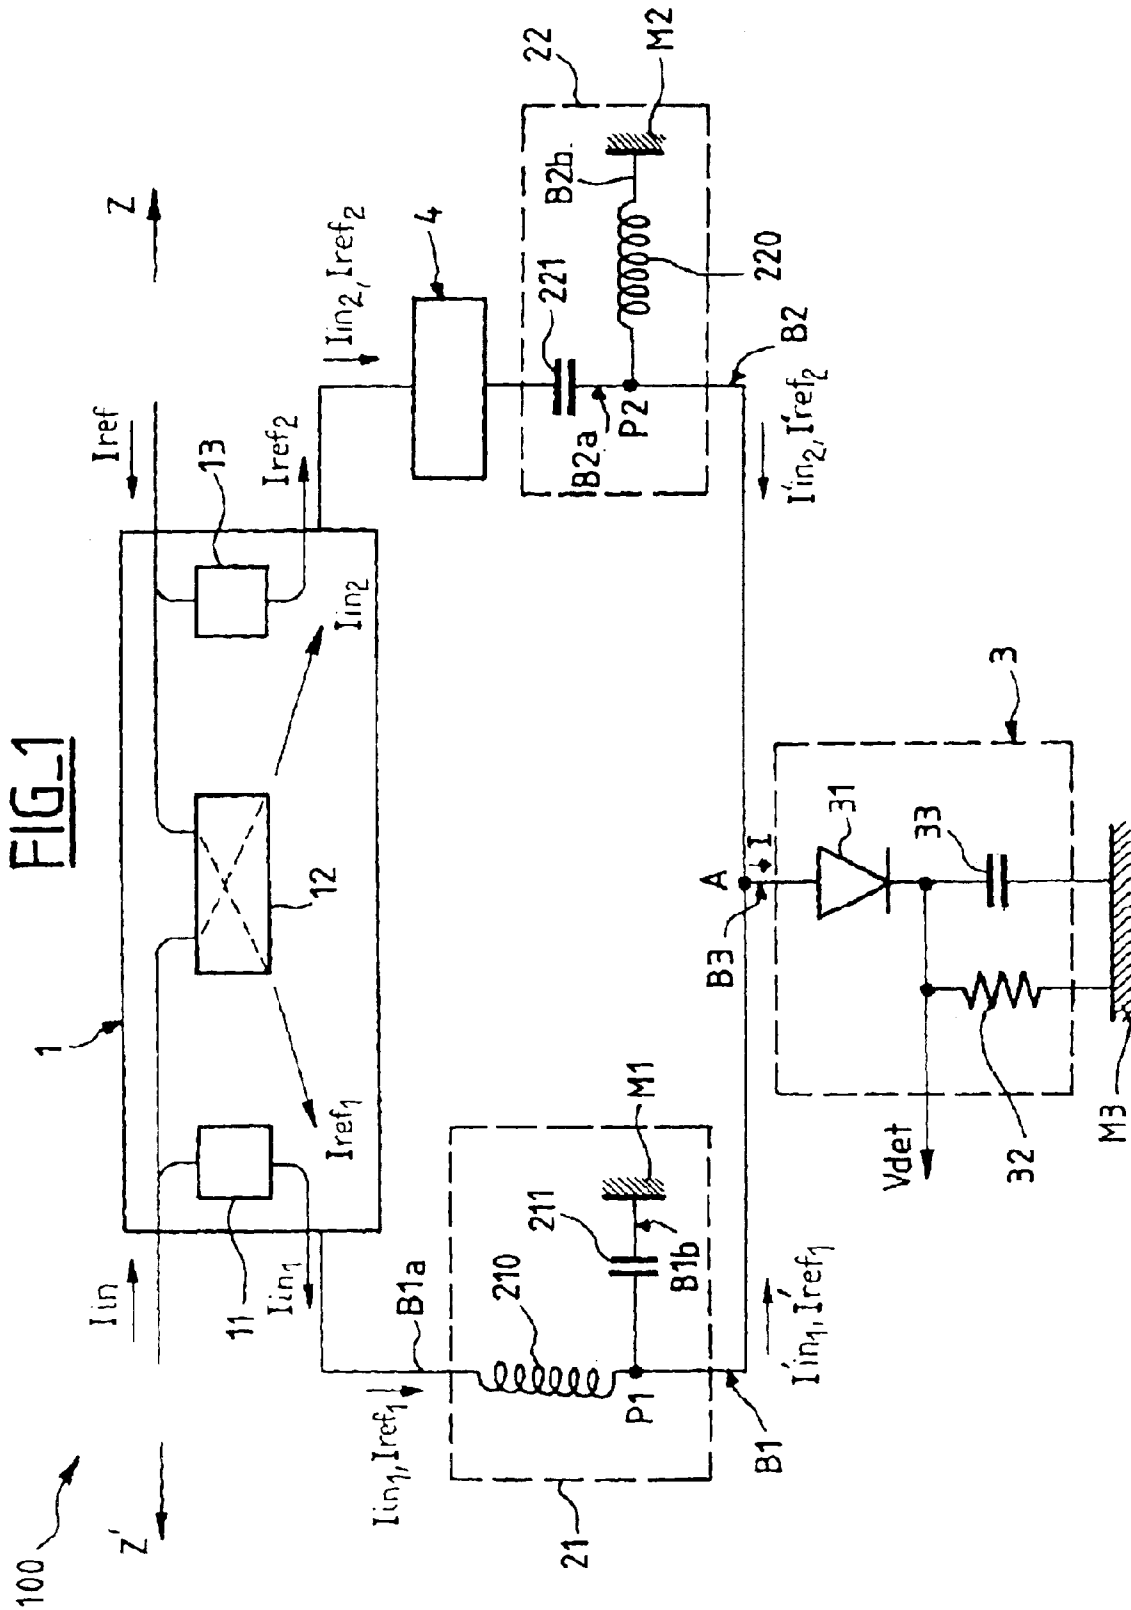 FIG_1
100
Z'
Z
Iin
Iref
1
11
12
13
Iin1
Iref1
Iin2
Iref2
Iin1, Iref1
B1a
Iin2, Iref2
4
21
210
211
M1
P1
B1b
22
221
B2a
P2
B2b
220
M2
B1
I'in1, I'ref1
B2
I'in2, I'ref2
A
B3
I
3
31
33
32
Vdet
M3